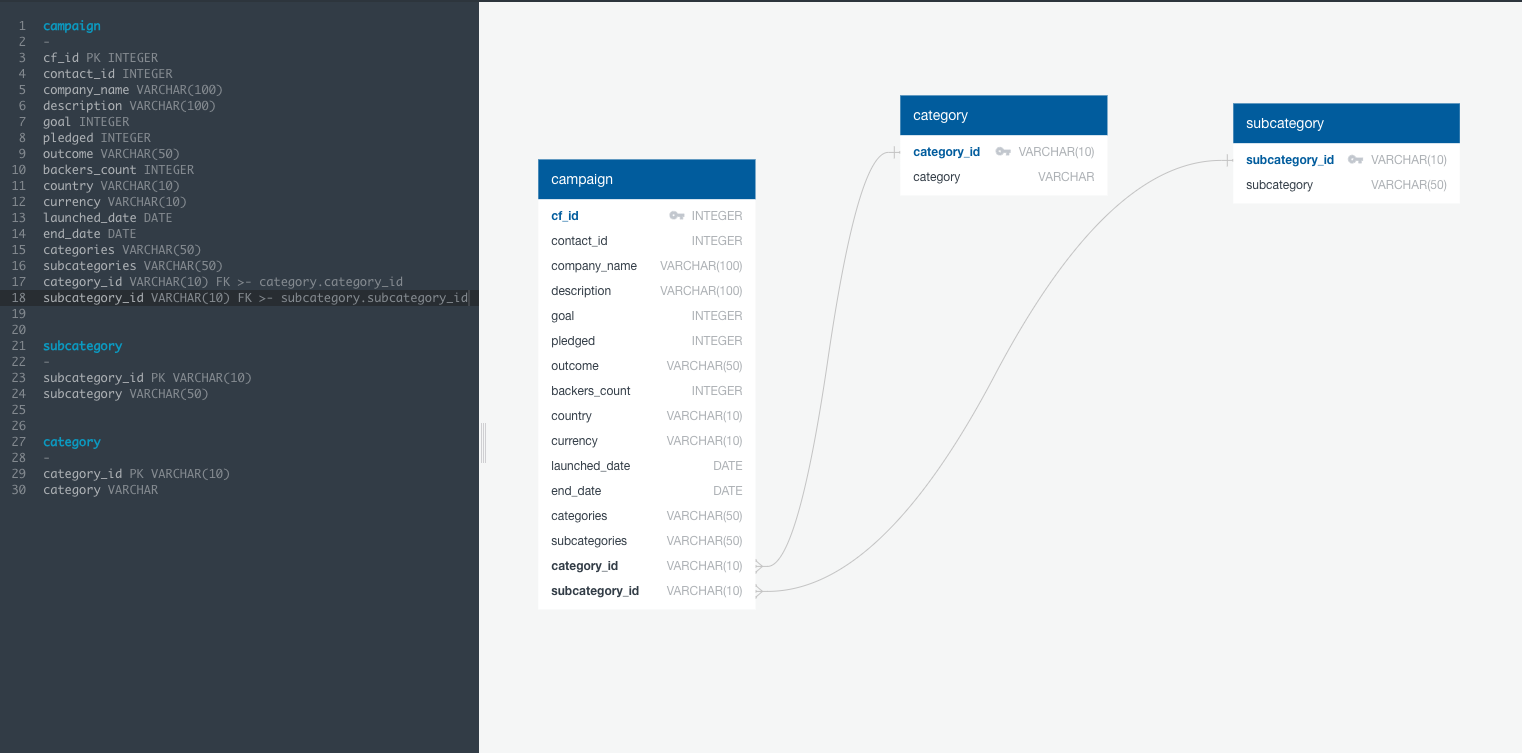 1 campaign
2 -
3 cf_id PK INTEGER
4 contact_id INTEGER
5 company_name VARCHAR(100)
6 description VARCHAR(100)
7 goal INTEGER
8 pledged INTEGER
9 outcome VARCHAR(50)
10 backers_count INTEGER
11 country VARCHAR(10)
12 currency VARCHAR(10)
13 launched_date DATE
14 end_date DATE
15 categories VARCHAR(50)
16 subcategories VARCHAR(50)
17 category_id VARCHAR(10) FK >- category.category_id
18 subcategory_id VARCHAR(10) FK >- subcategory.subcategory_id
19
20
21 subcategory
22 -
23 subcategory_id PK VARCHAR(10)
24 subcategory VARCHAR(50)
25
26
27 category
28 -
29 category_id PK VARCHAR(10)
30 category VARCHAR
campaign
cf_id INTEGER
contact_id INTEGER
company_name VARCHAR(100)
description VARCHAR(100)
goal INTEGER
pledged INTEGER
outcome VARCHAR(50)
backers_count INTEGER
country VARCHAR(10)
currency VARCHAR(10)
launched_date DATE
end_date DATE
categories VARCHAR(50)
subcategories VARCHAR(50)
category_id VARCHAR(10)
subcategory_id VARCHAR(10)
category
category_id VARCHAR(10)
category VARCHAR
subcategory
subcategory_id VARCHAR(10)
subcategory VARCHAR(50)